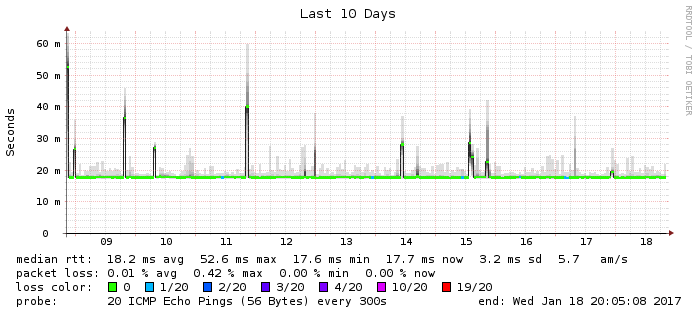 Last 10 Days
RRDTOOL / TOBI OETIKER
Seconds
60 m
50 m
40 m
30 m
20 m
10 m
0
09 10 11 12 13 14 15 16 17 18
median rtt: 18.2 ms avg 52.6 ms max 17.6 ms min 17.7 ms now 3.2 ms sd 5.7 am/s
packet loss: 0.01 % avg 0.42 % max 0.00 % min 0.00 % now
loss color: 0 1/20 2/20 3/20 4/20 10/20 19/20
probe: 20 ICMP Echo Pings (56 Bytes) every 300s end: Wed Jan 18 20:05:08 2017